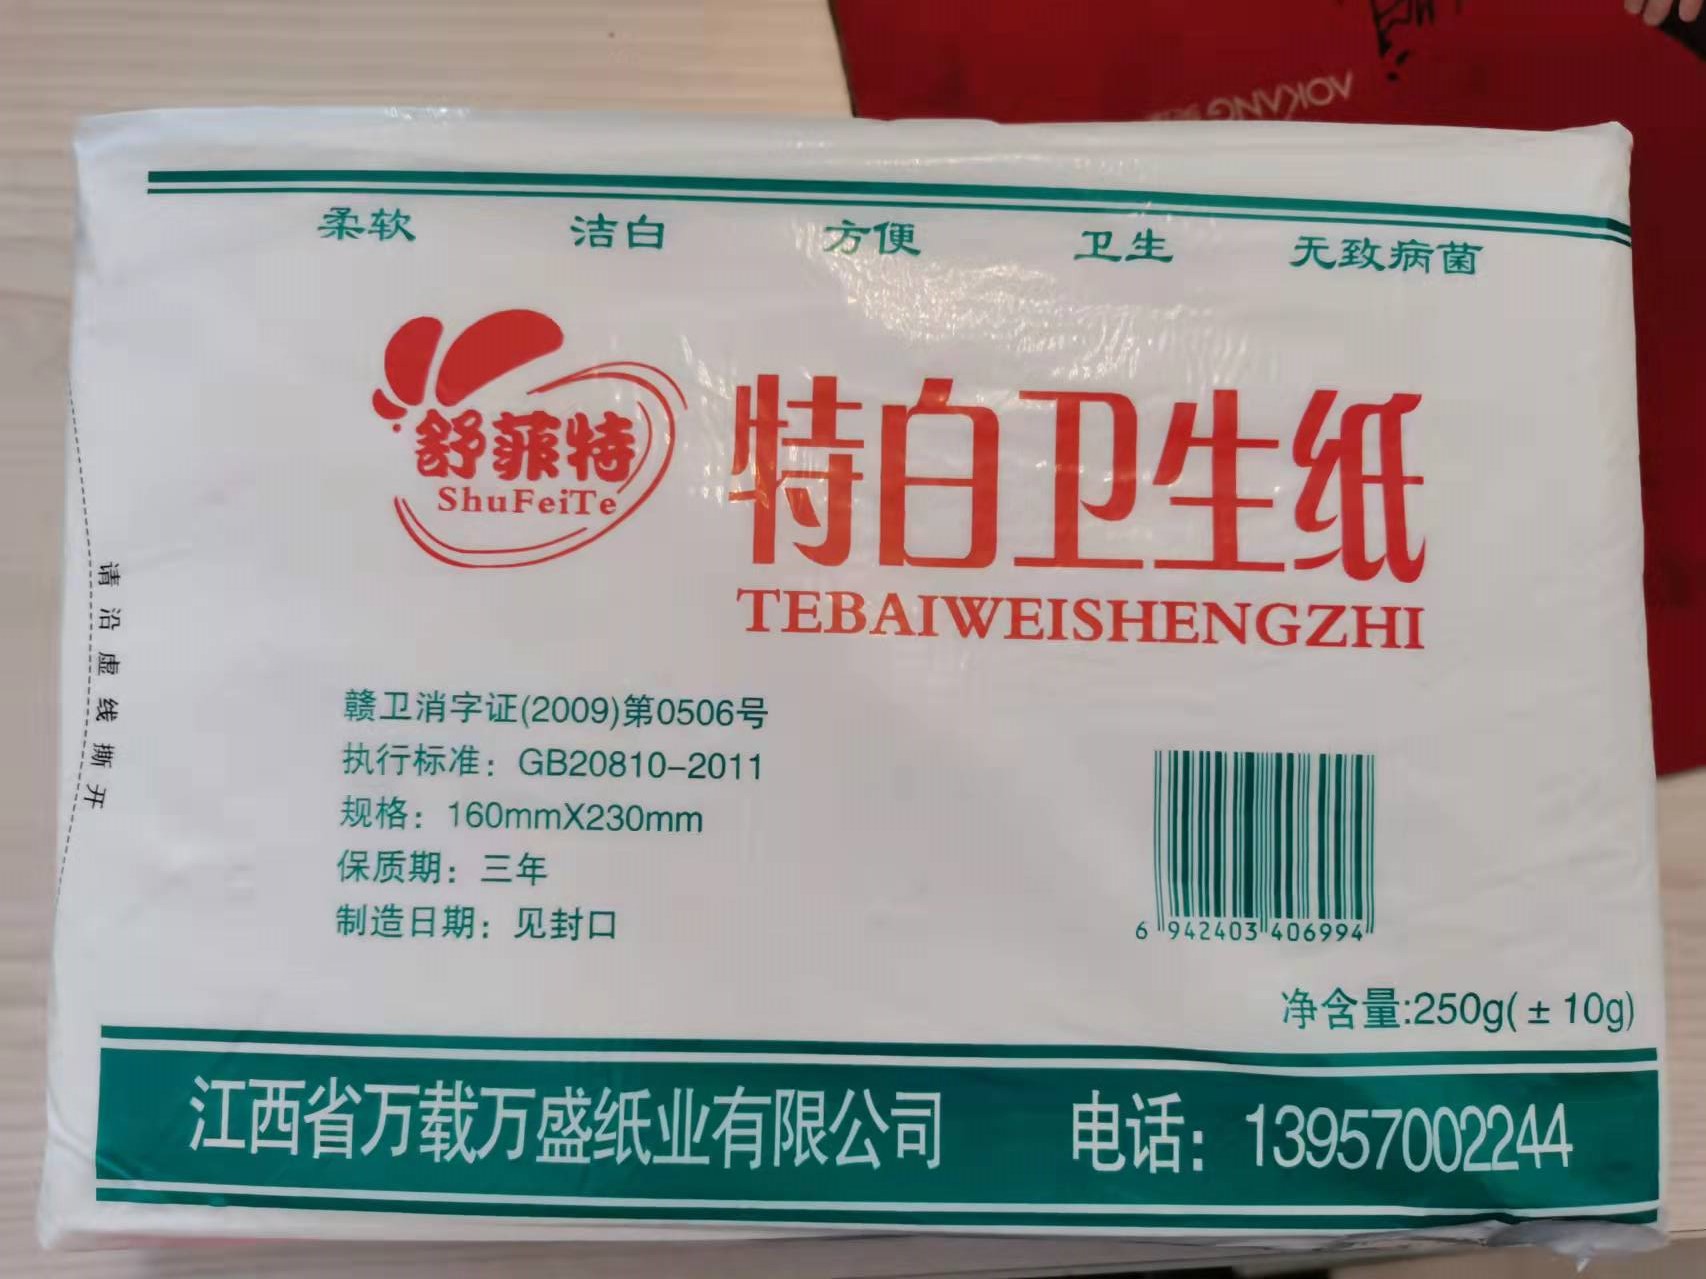 AOKANG
柔软 洁白 方便 卫生 无致病菌
舒菲特
ShuFeiTe
特白卫生纸
TEBAIWEISHENGZHI
请沿虚线撕开
赣卫消字证(2009)第0506号
执行标准：GB20810-2011
规格：160mmX230mm
保质期：三年
制造日期：见封口
6 942403 406994
净含量:250g(±10g)
江西省万载万盛纸业有限公司 电话：13957002244